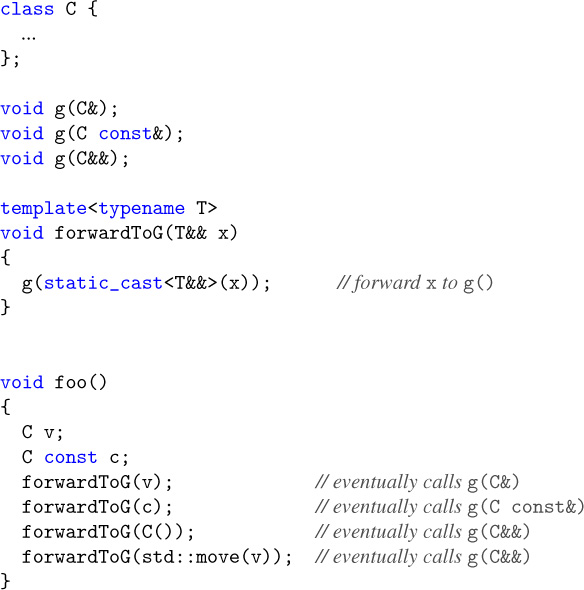 class C {
  ...
};

void g(C&);
void g(C const&);
void g(C&&);

template<typename T>
void forwardToG(T&& x)
{
  g(static_cast<T&&>(x));      // forward x to g()
}

void foo()
{
  C v;
  C const c;
  forwardToG(v);             // eventually calls g(C&)
  forwardToG(c);             // eventually calls g(C const&)
  forwardToG(C());           // eventually calls g(C&&)
  forwardToG(std::move(v));  // eventually calls g(C&&)
}